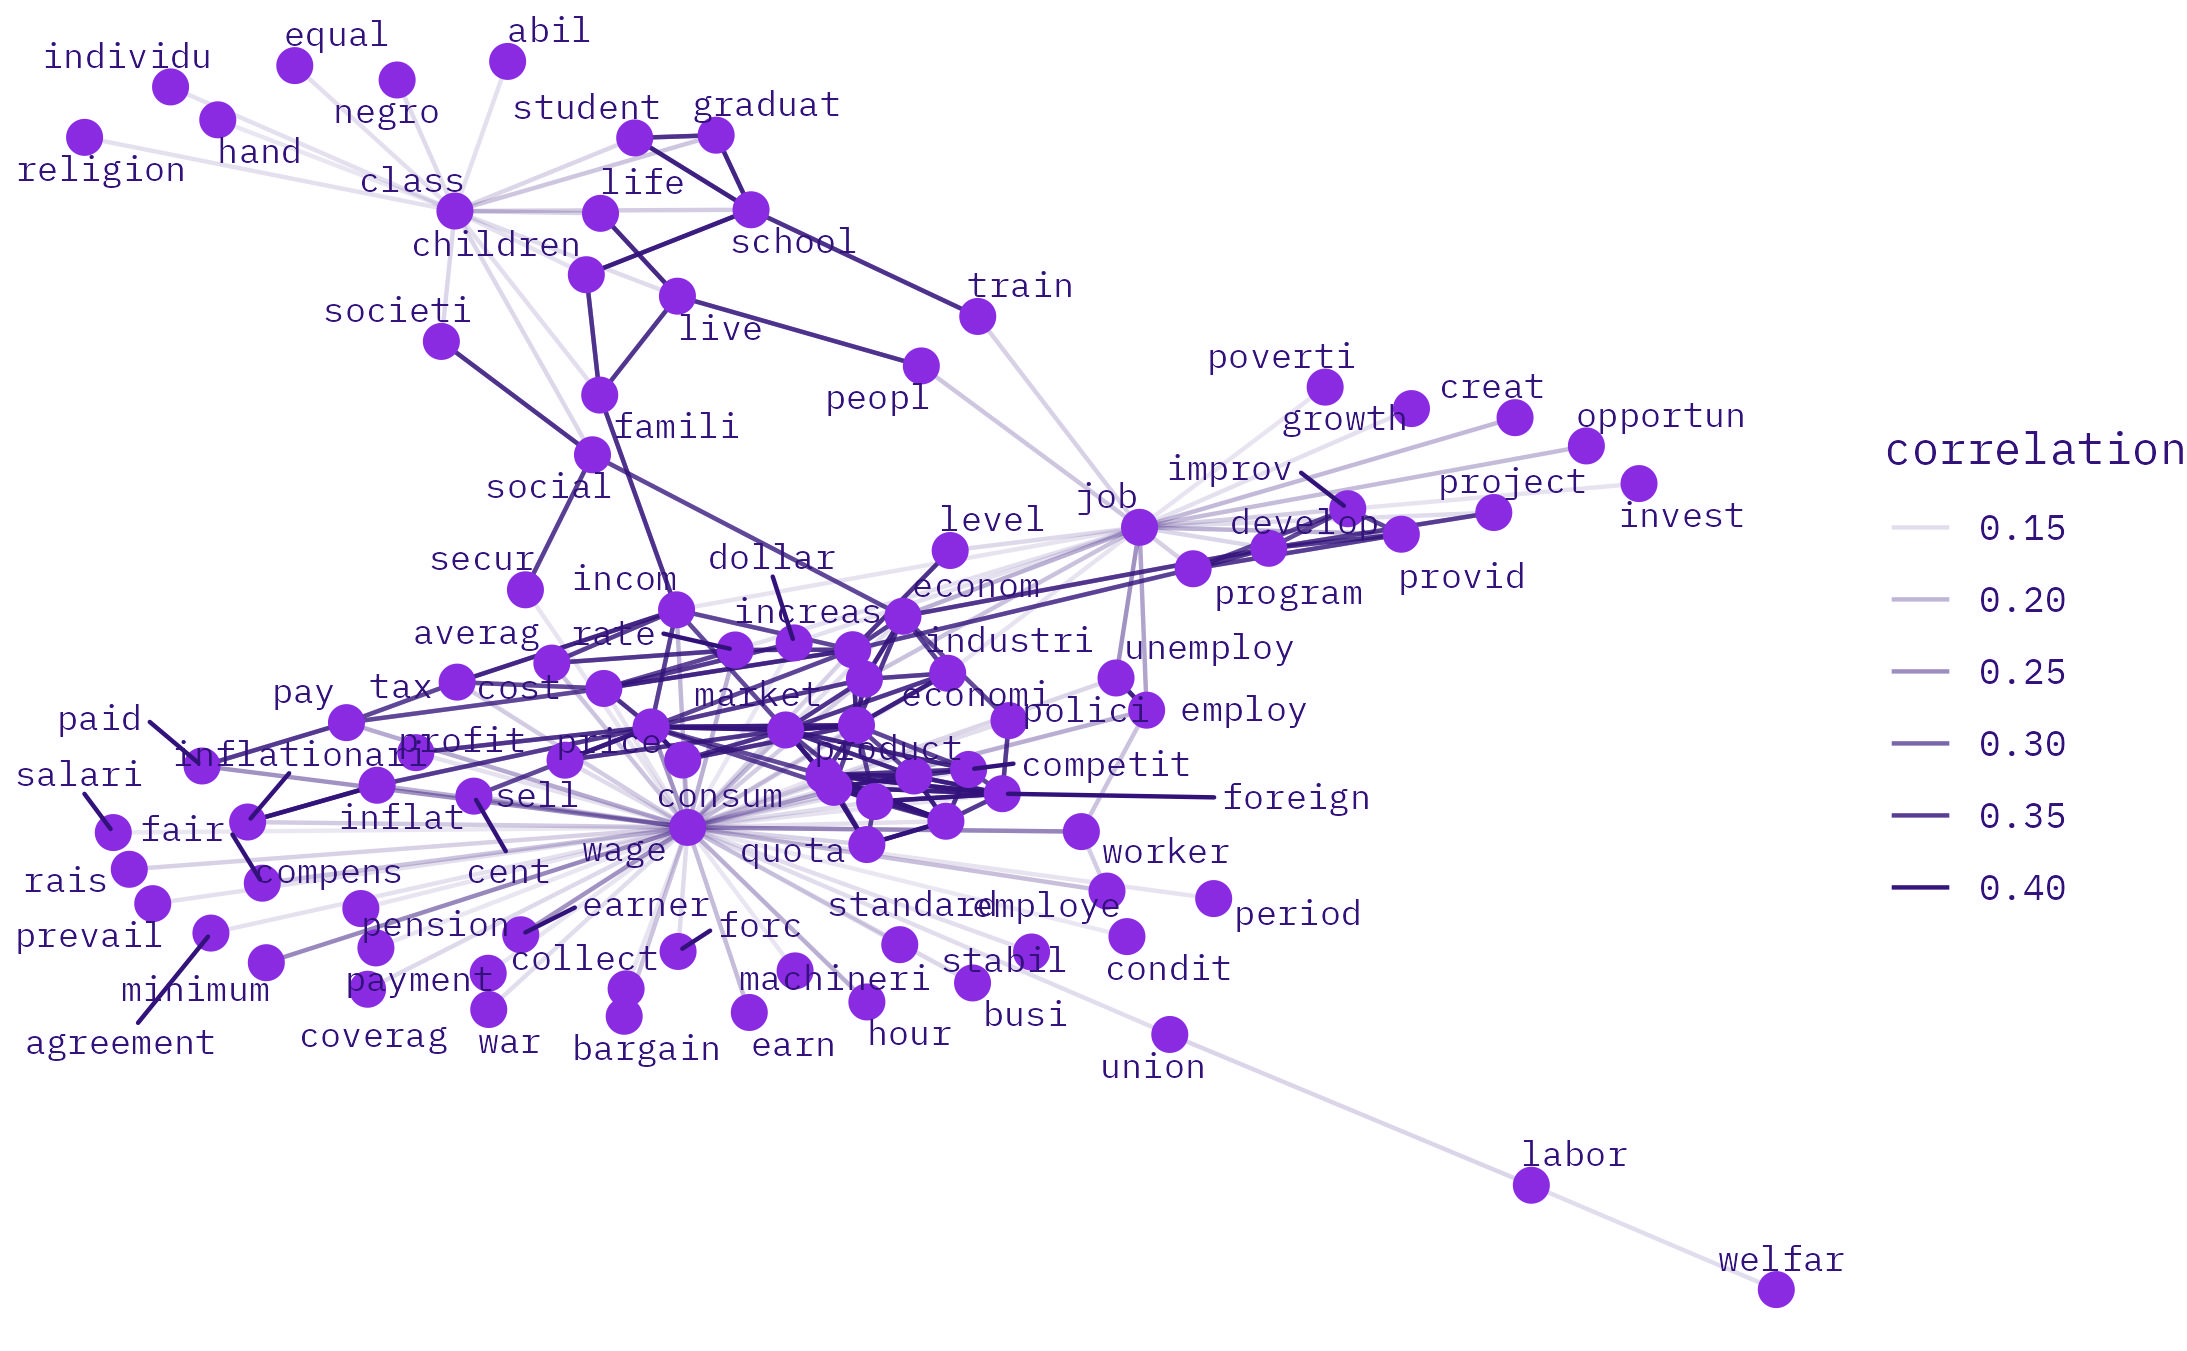 equal
abil
individu
negro
student
graduat
hand
religion
class
life
children
school
train
societi
live
poverti
creat
peopl
opportun
growth
famili
improv
project
social
job
invest
level
develop
secur
dollar
provid
incom
econom
program
increas
averag
rate
industri
unemploy
pay
tax
cost
market
economi
polici
employ
paid
inflationari
profit
price
product
competit
salari
sell
consum
foreign
fair
inflat
wage
quota
worker
rais
compens
cent
earner
standard
employe
period
prevail
pension
forc
collect
machineri
stabil
condit
minimum
payment
busi
agreement
coverag
war
bargain
earn
hour
union
labor
welfar
correlation
0.15
0.20
0.25
0.30
0.35
0.40